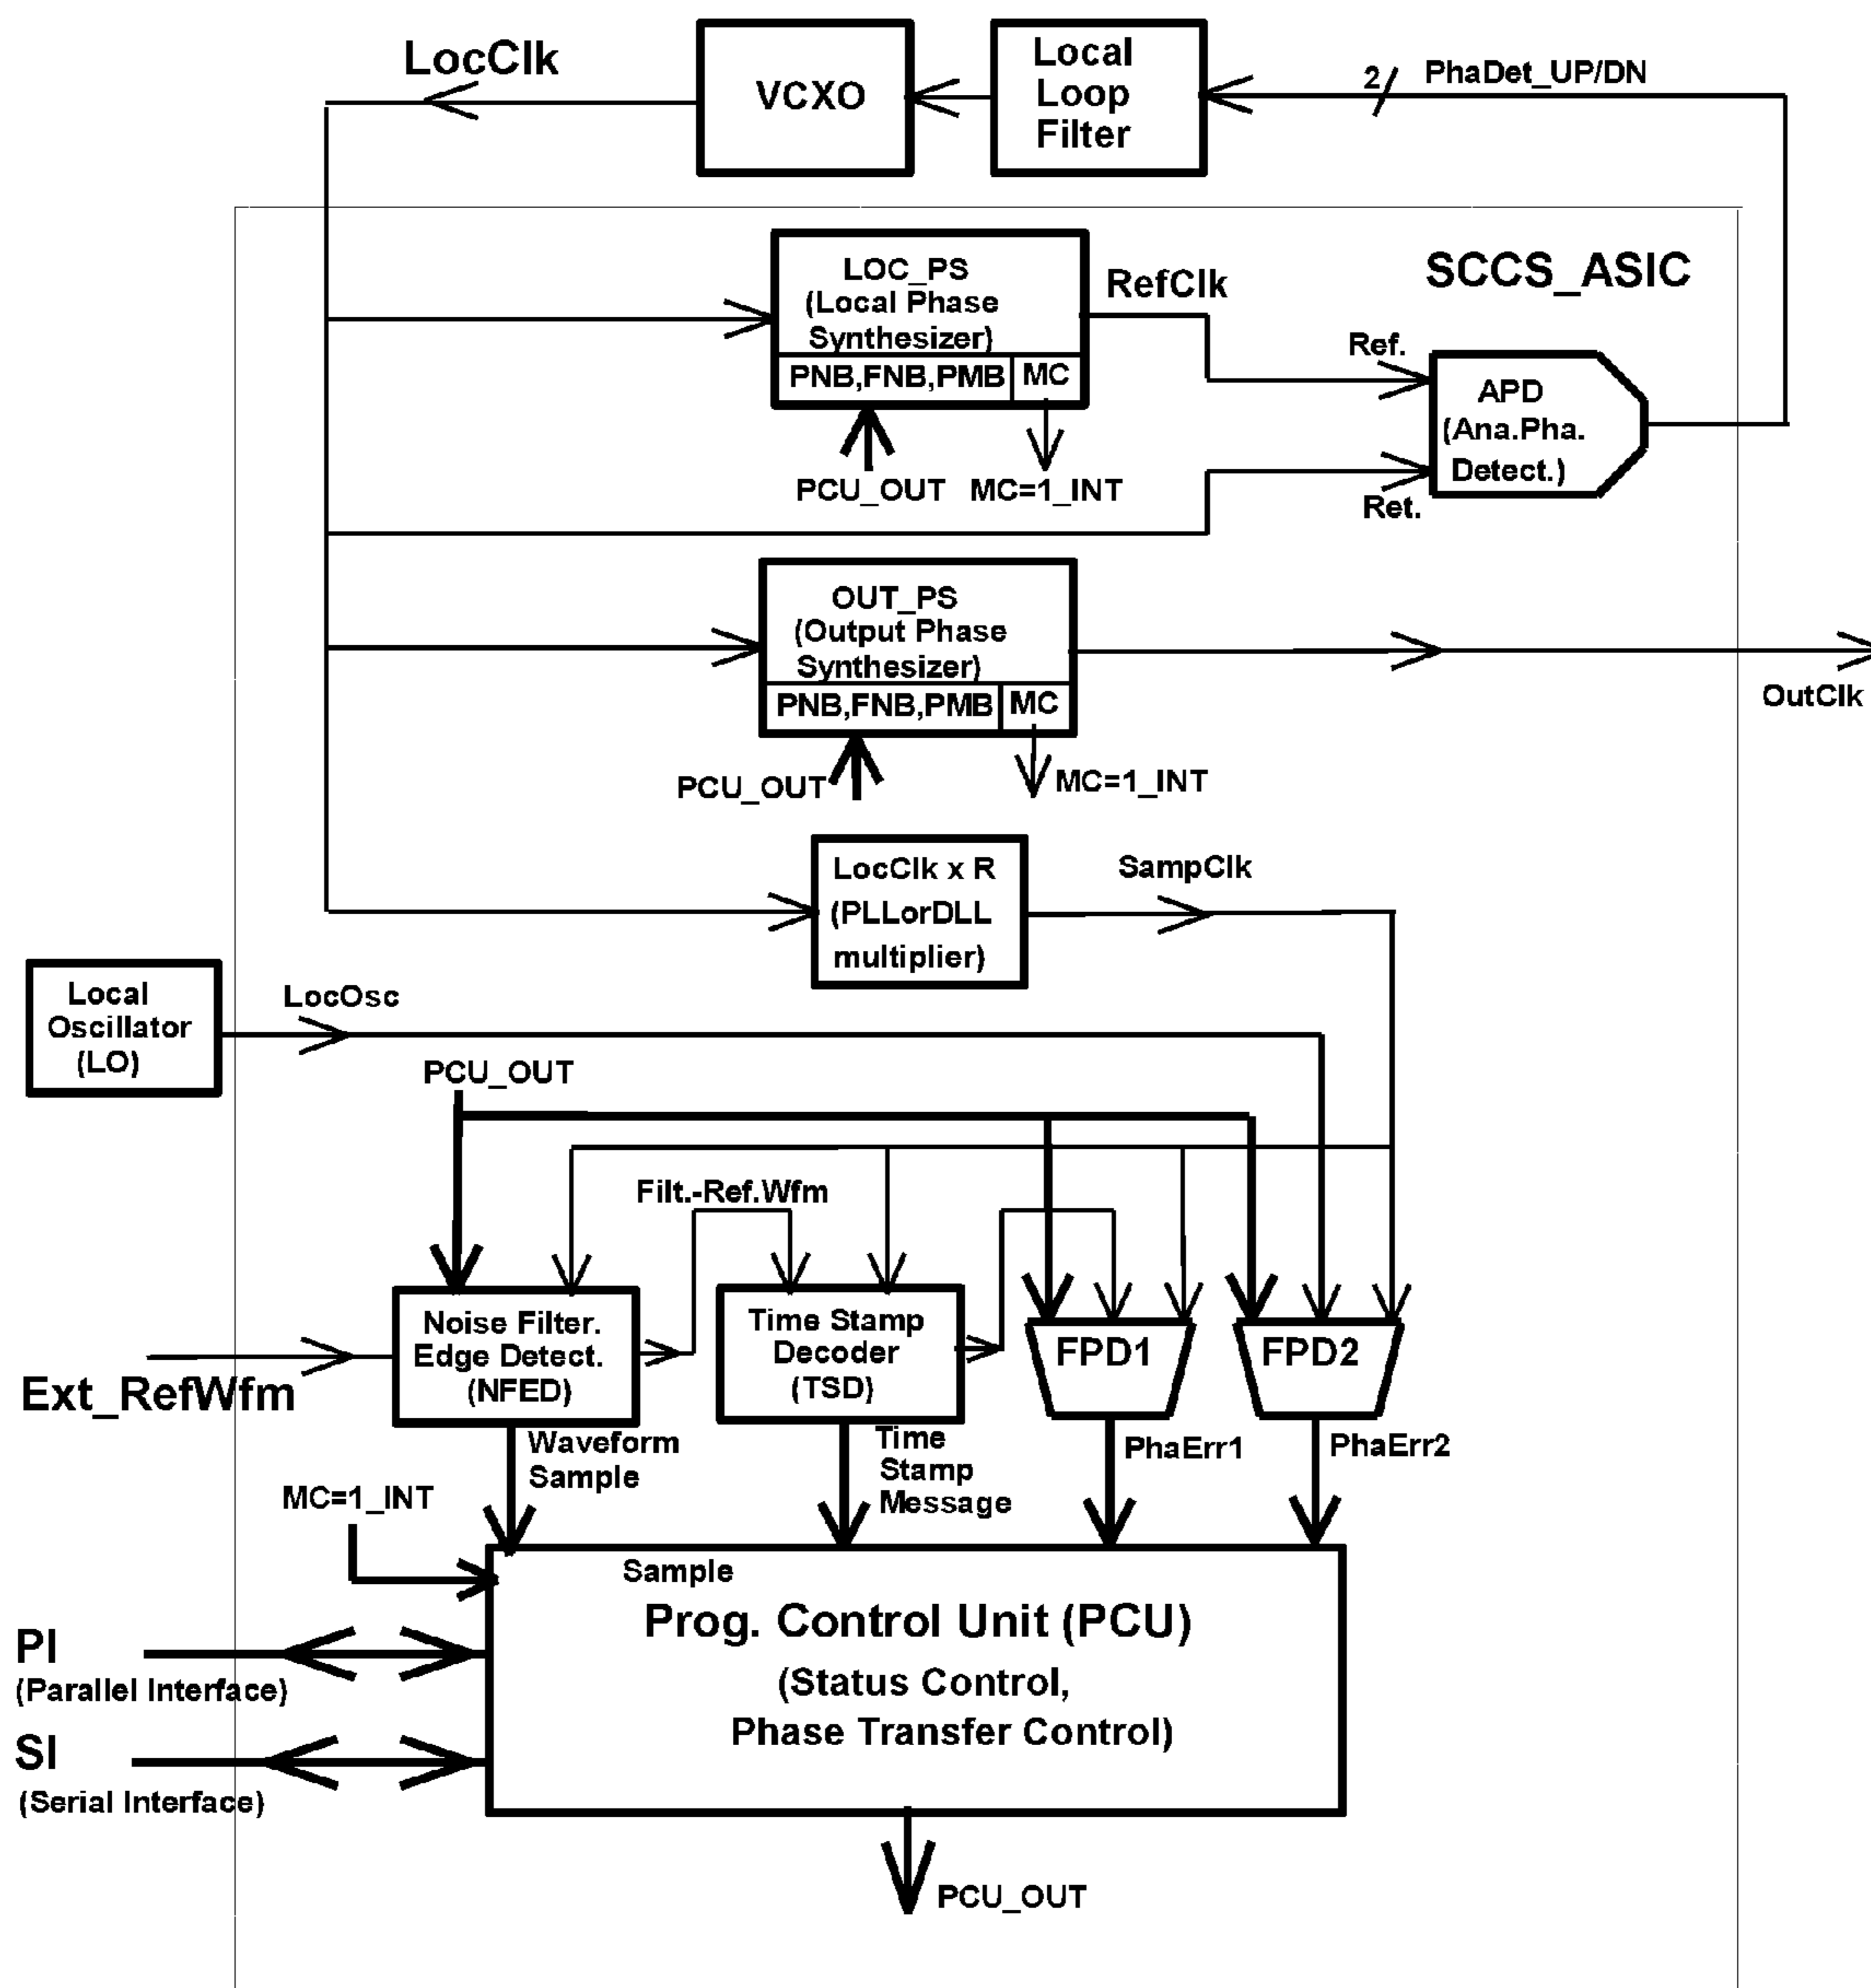 LocClk
VCXO
Local
Loop
Filter
2
PhaDet_UP/DN
SCCS_ASIC
LOC_PS
(Local Phase
Synthesizer)
PNB,FNB,PMB
MC
RefClk
PCU_OUT
MC=1_INT
Ref.
Ret.
APD
(Ana.Pha.
Detect.)
OUT_PS
(Output Phase
Synthesizer)
PNB,FNB,PMB
MC
PCU_OUT
MC=1_INT
OutClk
LocClk x R
(PLLorDLL
multiplier)
SampClk
Local
Oscillator
(LO)
LocOsc
PCU_OUT
Filt.-Ref.Wfm
Noise Filter.
Edge Detect.
(NFED)
Time Stamp
Decoder
(TSD)
FPD1
FPD2
Ext_RefWfm
Waveform
Sample
Time
Stamp
Message
PhaErr1
PhaErr2
MC=1_INT
Sample
Prog. Control Unit (PCU)
(Status Control,
Phase Transfer Control)
PI
(Parallel Interface)
SI
(Serial Interface)
PCU_OUT